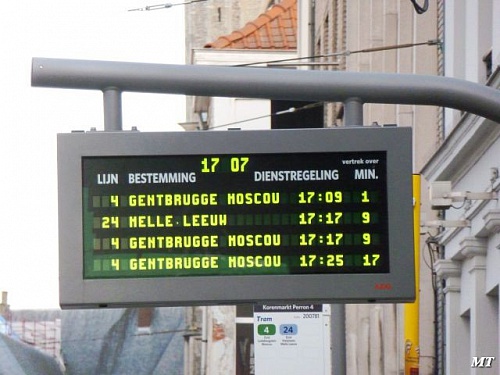 17 07
vertrek over
LIJN BESTEMMING DIENSTREGELING MIN.
4 GENTBRUGGE MOSCOU 17:09 1
24 MELLE LEEUW 17:17 9
4 GENTBRUGGE MOSCOU 17:17 9
4 GENTBRUGGE MOSCOU 17:25 17
Korenmarkt Perron 4
200781
Tram
4 24
MT